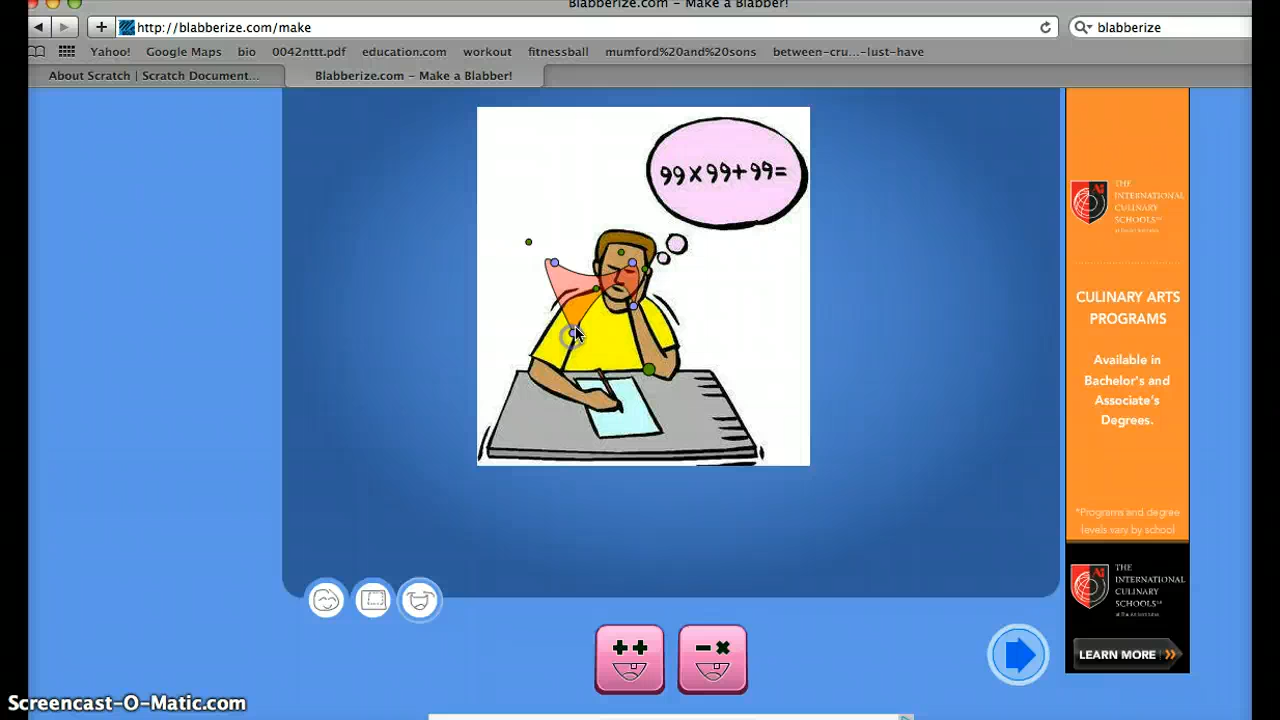 Blabberize.com – Make a Blabber!
http://blabberize.com/make
blabberize
Yahoo! Google Maps bio 0042nttt.pdf education.com workout fitnessball mumford%20and%20sons between-cru...-lust-have
About Scratch | Scratch Document...
Blabberize.com – Make a Blabber!
99x99+99=
THE
INTERNATIONAL
CULINARY
SCHOOLS
CULINARY ARTS
PROGRAMS
Available in
Bachelor's and
Associate's
Degrees.
*Programs and degree
levels vary by school
THE
INTERNATIONAL
CULINARY
SCHOOLS
LEARN MORE
Screencast-O-Matic.com